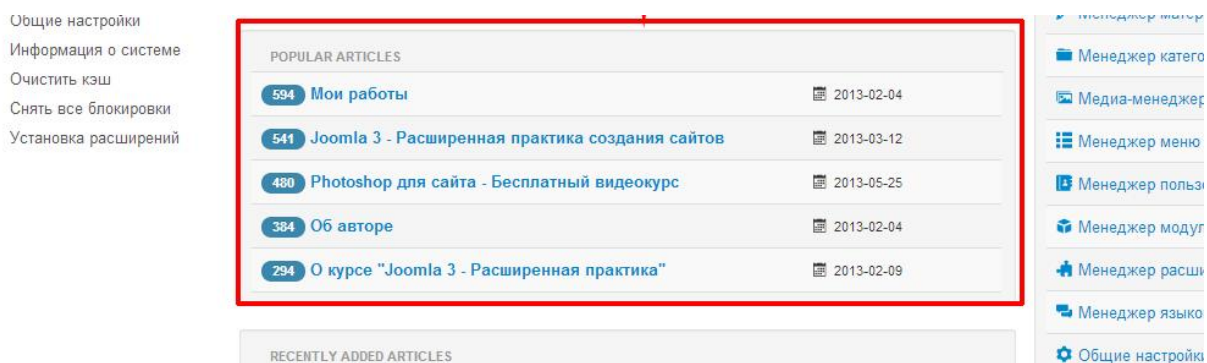 Общие настройки
Информация о системе
Очистить кэш
Снять все блокировки
Установка расширений
POPULAR ARTICLES
594 Мои работы 2013-02-04
541 Joomla 3 - Расширенная практика создания сайтов 2013-03-12
480 Photoshop для сайта - Бесплатный видеокурс 2013-05-25
384 Об авторе 2013-02-04
294 О курсе "Joomla 3 - Расширенная практика" 2013-02-09
RECENTLY ADDED ARTICLES
Менеджер
Менеджер катего
Медиа-менеджер
Менеджер меню
Менеджер польз
Менеджер модул
Менеджер расши
Менеджер языко
Общие настройки